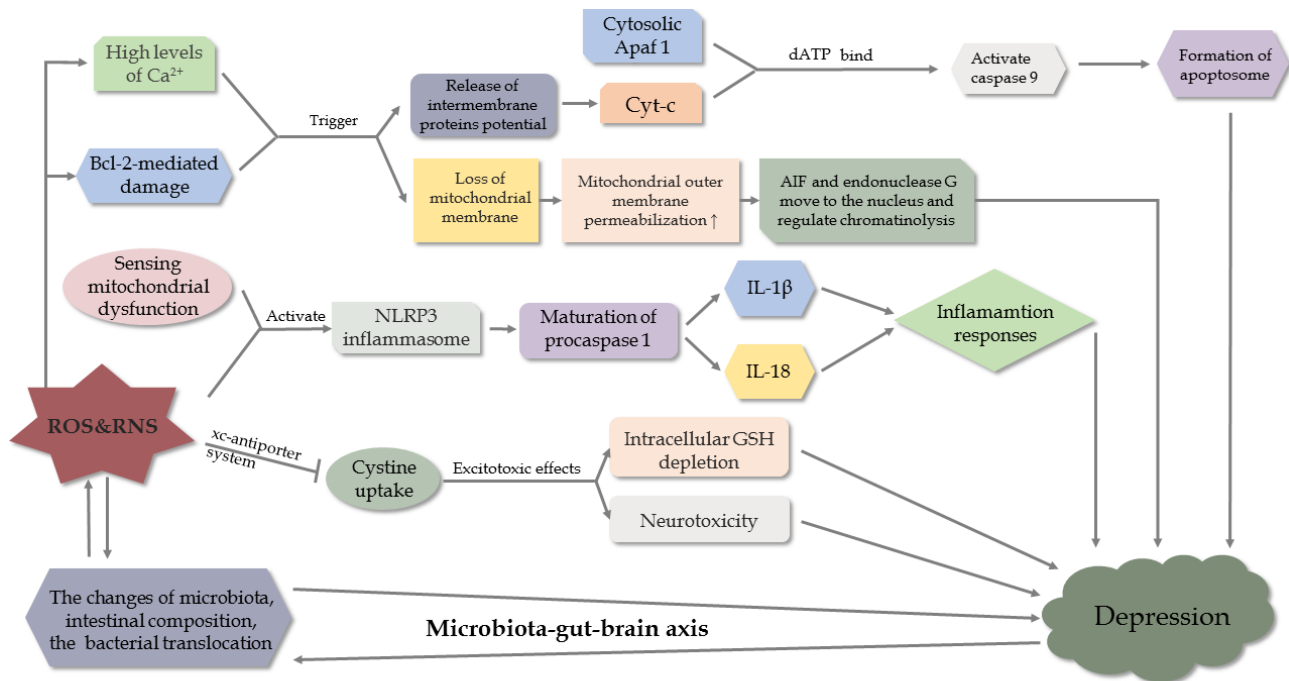 High levels
of Ca²⁺
Bcl-2-mediated
damage
Trigger
Release of
intermembrane
proteins potential
Cytosolic
Apaf 1
Cyt-c
dATP bind
Activate
caspase 9
Formation of
apoptosome
Loss of
mitochondrial
membrane
Mitochondrial outer
membrane
permeabilization ↑
AIF and endonuclease G
move to the nucleus and
regulate chromatinolysis
Sensing
mitochondrial
dysfunction
Activate
NLRP3
inflammasome
Maturation of
procaspase 1
IL-1β
IL-18
Inflamamtion
responses
ROS&RNS
xc-antiporter
system
Cystine
uptake
Excitotoxic effects
Intracellular GSH
depletion
Neurotoxicity
The changes of microbiota,
intestinal composition,
the bacterial translocation
Microbiota-gut-brain axis
Depression